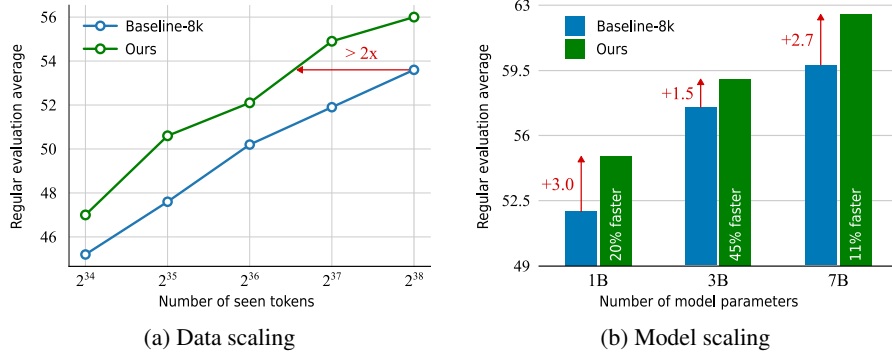 56
54
52
50
48
46
Regular evaluation average
Baseline-8k
Ours
> 2x
2^34
2^35
2^36
2^37
2^38
Number of seen tokens
(a) Data scaling
63
59.5
56
52.5
49
Regular evaluation average
Baseline-8k
Ours
+3.0
20% faster
+1.5
45% faster
+2.7
11% faster
1B
3B
7B
Number of model parameters
(b) Model scaling